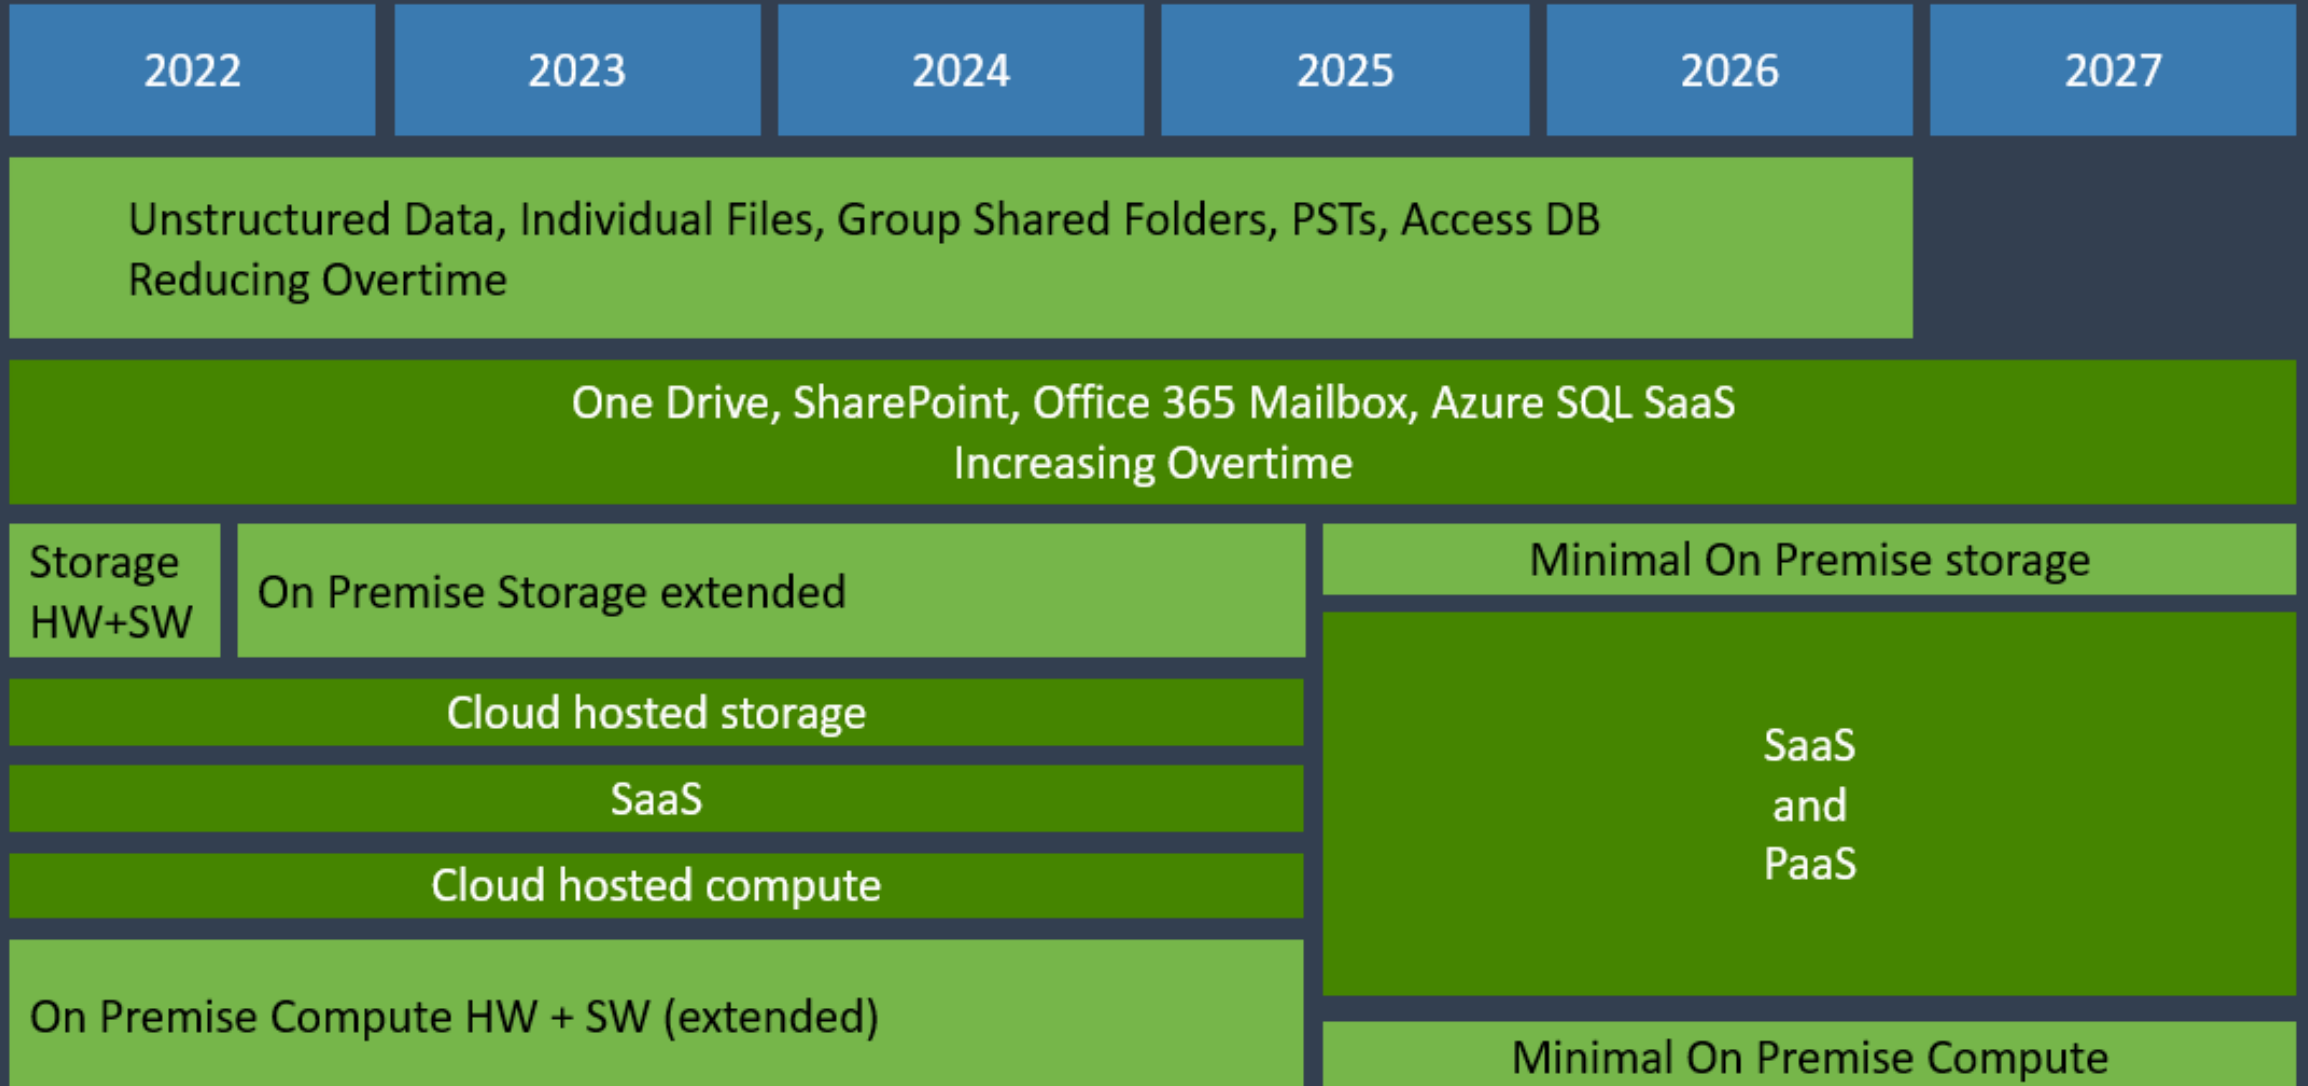 2022
2023
2024
2025
2026
2027
Unstructured Data, Individual Files, Group Shared Folders, PSTs, Access DB
Reducing Overtime
One Drive, SharePoint, Office 365 Mailbox, Azure SQL SaaS
Increasing Overtime
Storage
HW+SW
On Premise Storage extended
Minimal On Premise storage
Cloud hosted storage
SaaS
Cloud hosted compute
SaaS
and
PaaS
On Premise Compute HW + SW (extended)
Minimal On Premise Compute